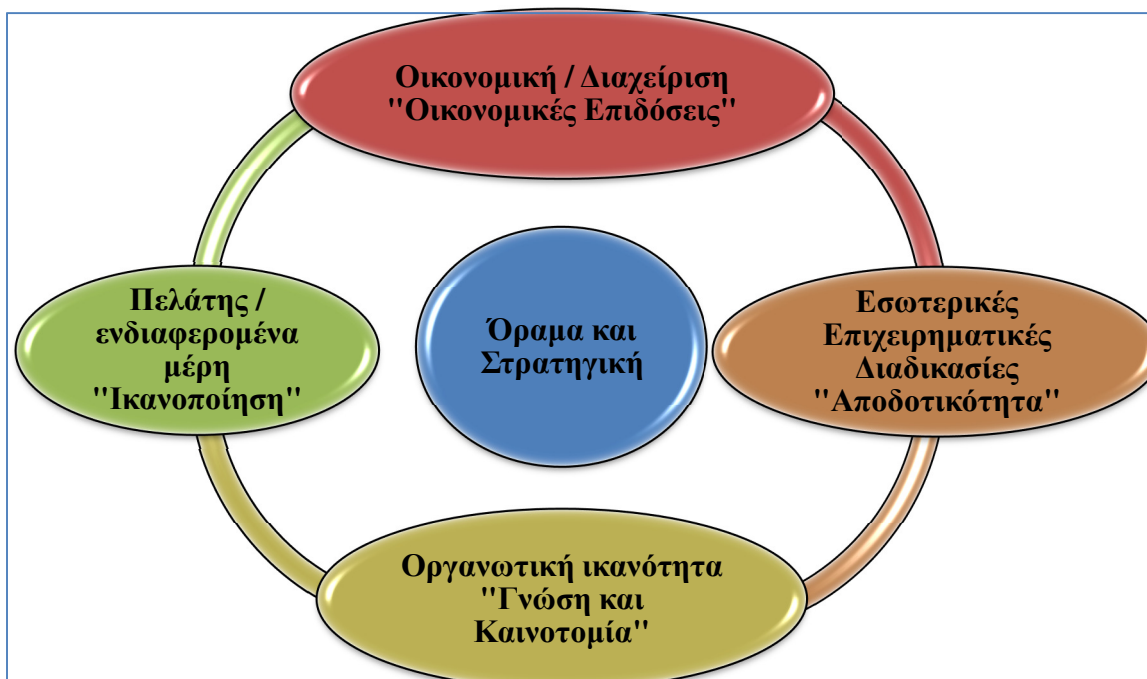 Οικονομική / Διαχείριση
"Οικονομικές Επιδόσεις"
Πελάτης /
ενδιαφερομένα
μέρη
"Ικανοποίηση"
Όραμα και
Στρατηγική
Εσωτερικές
Επιχειρηματικές
Διαδικασίες
"Αποδοτικότητα"
Οργανωτική ικανότητα
"Γνώση και
Καινοτομία"